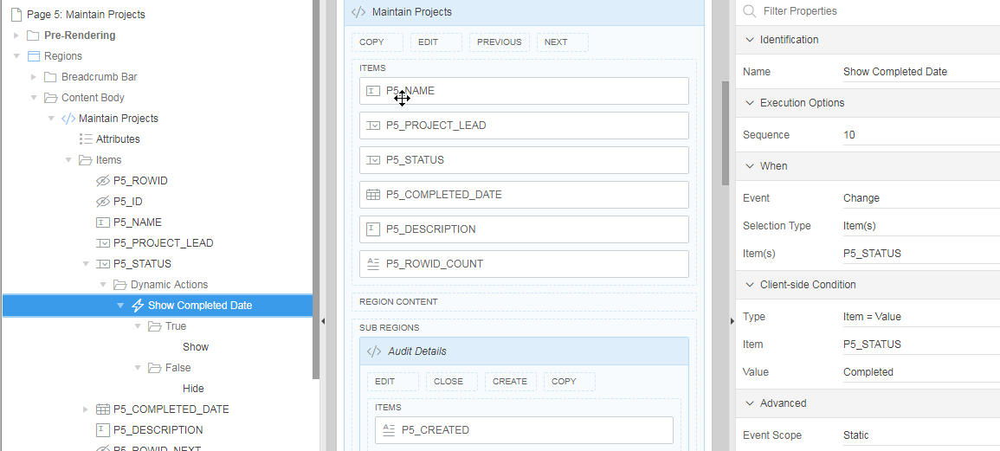 Page 5: Maintain Projects
Pre-Rendering
Regions
Breadcrumb Bar
Content Body
Maintain Projects
Attributes
Items
P5_ROWID
P5_ID
P5_NAME
P5_PROJECT_LEAD
P5_STATUS
Dynamic Actions
Show Completed Date
True
Show
False
Hide
P5_COMPLETED_DATE
P5_DESCRIPTION
P5_ROWID_NEXT
Maintain Projects
COPY EDIT PREVIOUS NEXT
ITEMS
P5_NAME
P5_PROJECT_LEAD
P5_STATUS
P5_COMPLETED_DATE
P5_DESCRIPTION
P5_ROWID_COUNT
REGION CONTENT
SUB REGIONS
Audit Details
EDIT CLOSE CREATE COPY
ITEMS
P5_CREATED
Filter Properties
Identification
Name Show Completed Date
Execution Options
Sequence 10
When
Event Change
Selection Type Item(s)
Item(s) P5_STATUS
Client-side Condition
Type Item = Value
Item P5_STATUS
Value Completed
Advanced
Event Scope Static